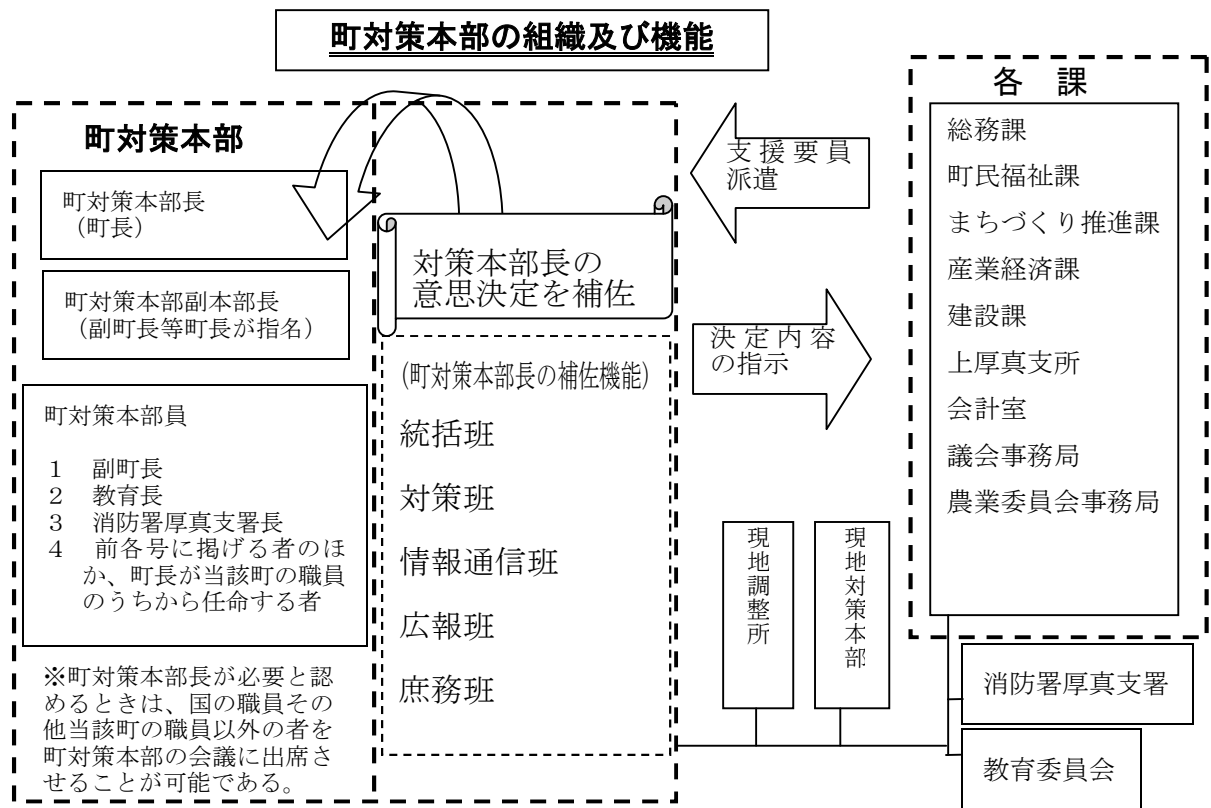 町対策本部の組織及び機能
町対策本部
町対策本部長
(町長)
町対策本部副本部長
(副町長等町長が指名)
町対策本部員
1 副町長
2 教育長
3 消防署厚真支署長
4 前各号に掲げる者のほ
か、町長が当該町の職員
のうちから任命する者
※町対策本部長が必要と認
めるときは、国の職員その
他当該町の職員以外の者を
町対策本部の会議に出席さ
せることが可能である。
対策本部長の
意思決定を補佐
(町対策本部長の補佐機能)
統括班
対策班
情報通信班
広報班
庶務班
支援要員
派遣
決定内容
の指示
現地調整所
現地対策本部
各 課
総務課
町民福祉課
まちづくり推進課
産業経済課
建設課
上厚真支所
会計室
議会事務局
農業委員会事務局
消防署厚真支署
教育委員会